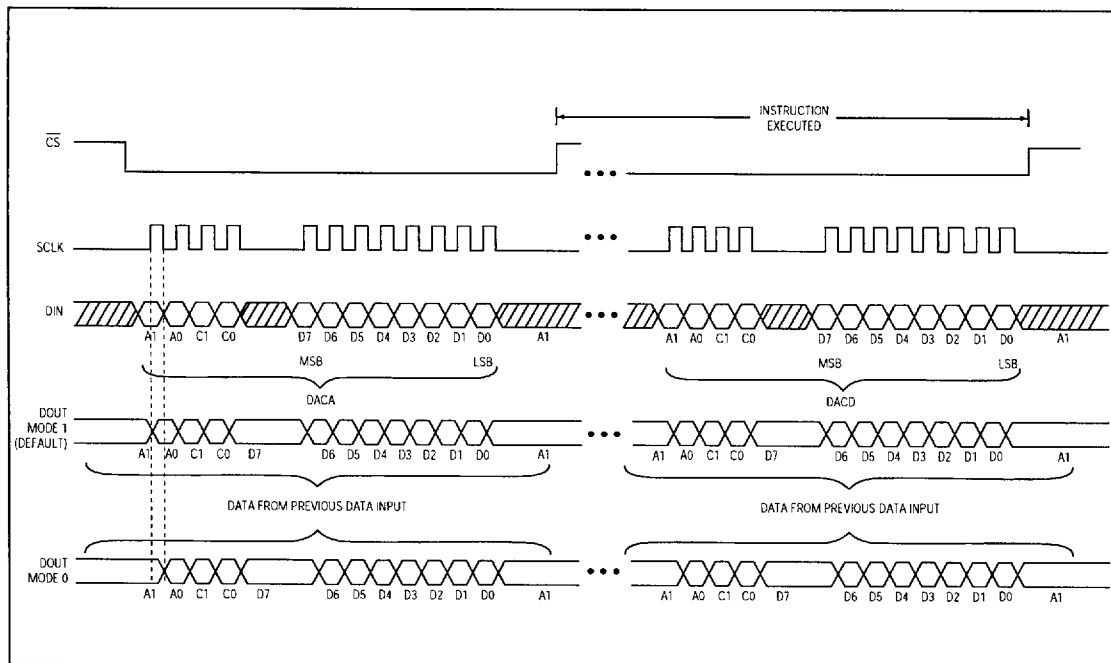 INSTRUCTION
EXECUTED
CS
•••
SCLK
•••
DIN
•••
A1 A0 C1 C0 D7 D6 D5 D4 D3 D2 D1 D0 A1 A1 A0 C1 C0 D7 D6 D5 D4 D3 D2 D1 D0 A1
MSB LSB MSB LSB
DACA DACD
DOUT
MODE 1
(DEFAULT)
•••
A1 A0 C1 C0 D7 D6 D5 D4 D3 D2 D1 D0 A1 A1 A0 C1 C0 D7 D6 D5 D4 D3 D2 D1 D0 A1
DATA FROM PREVIOUS DATA INPUT DATA FROM PREVIOUS DATA INPUT
DOUT
MODE 0
•••
A1 A0 C1 C0 D7 D6 D5 D4 D3 D2 D1 D0 A1 A1 A0 C1 C0 D7 D6 D5 D4 D3 D2 D1 D0 A1